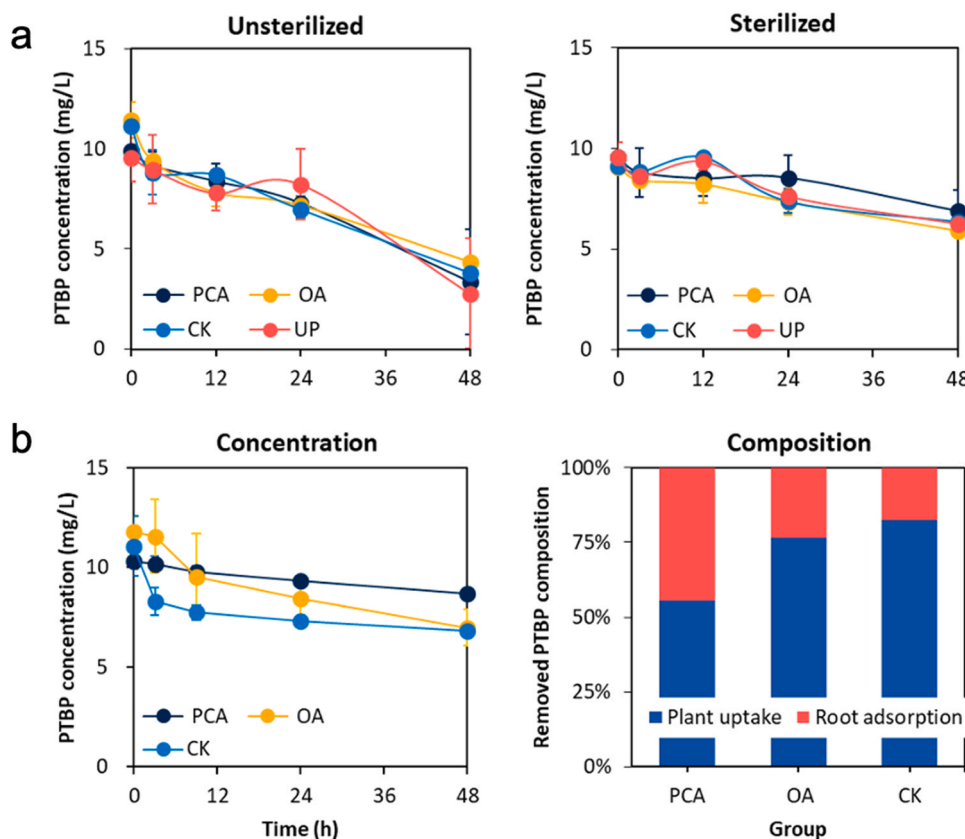 a
Unsterilized
PTBP concentration (mg/L)
15
10
5
0
PCA
OA
CK
UP
0 12 24 36 48
Sterilized
PTBP concentration (mg/L)
15
10
5
0
PCA
OA
CK
UP
0 12 24 36 48
b
Concentration
PTBP concentration (mg/L)
15
10
5
0
PCA
OA
CK
0 12 24 36 48
Time (h)
Composition
Removed PTBP composition
100%
75%
50%
25%
0%
Plant uptake
Root adsorption
PCA OA CK
Group